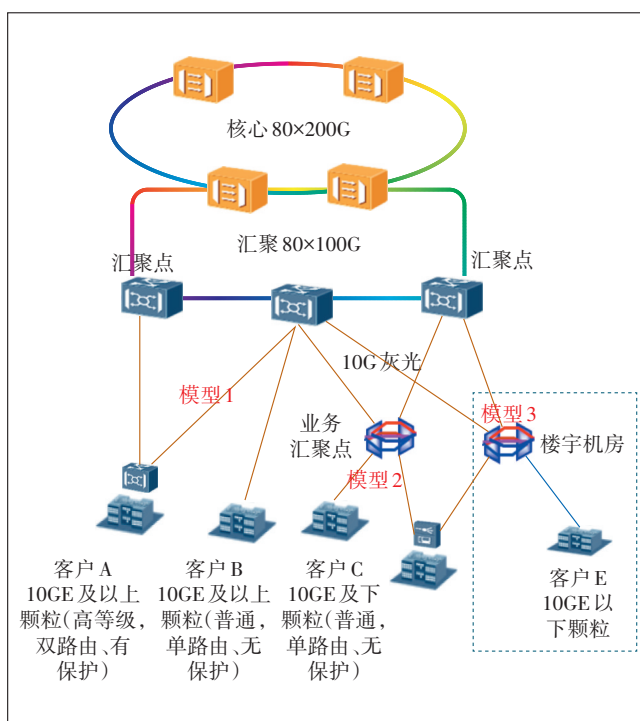 核心 80×200G
汇聚 80×100G
汇聚点
汇聚点
10G 灰光
模型1
业务
汇聚点
模型3
楼宇机房
模型2
客户A
10GE 及以上
颗粒(高等级,
双路由、有
保护)
客户B
10GE 及以上
颗粒(普通,
单路由、无
保护)
客户C
10GE 及下
颗粒(普通,
单路由、无
保护)
客户E
10GE 以
下颗粒